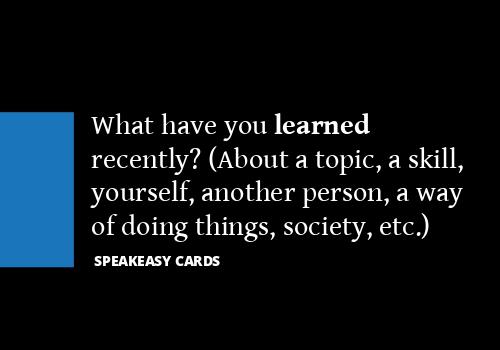 What have you learned
recently? (About a topic, a skill,
yourself, another person, a way
of doing things, society, etc.)
SPEAKEASY CARDS